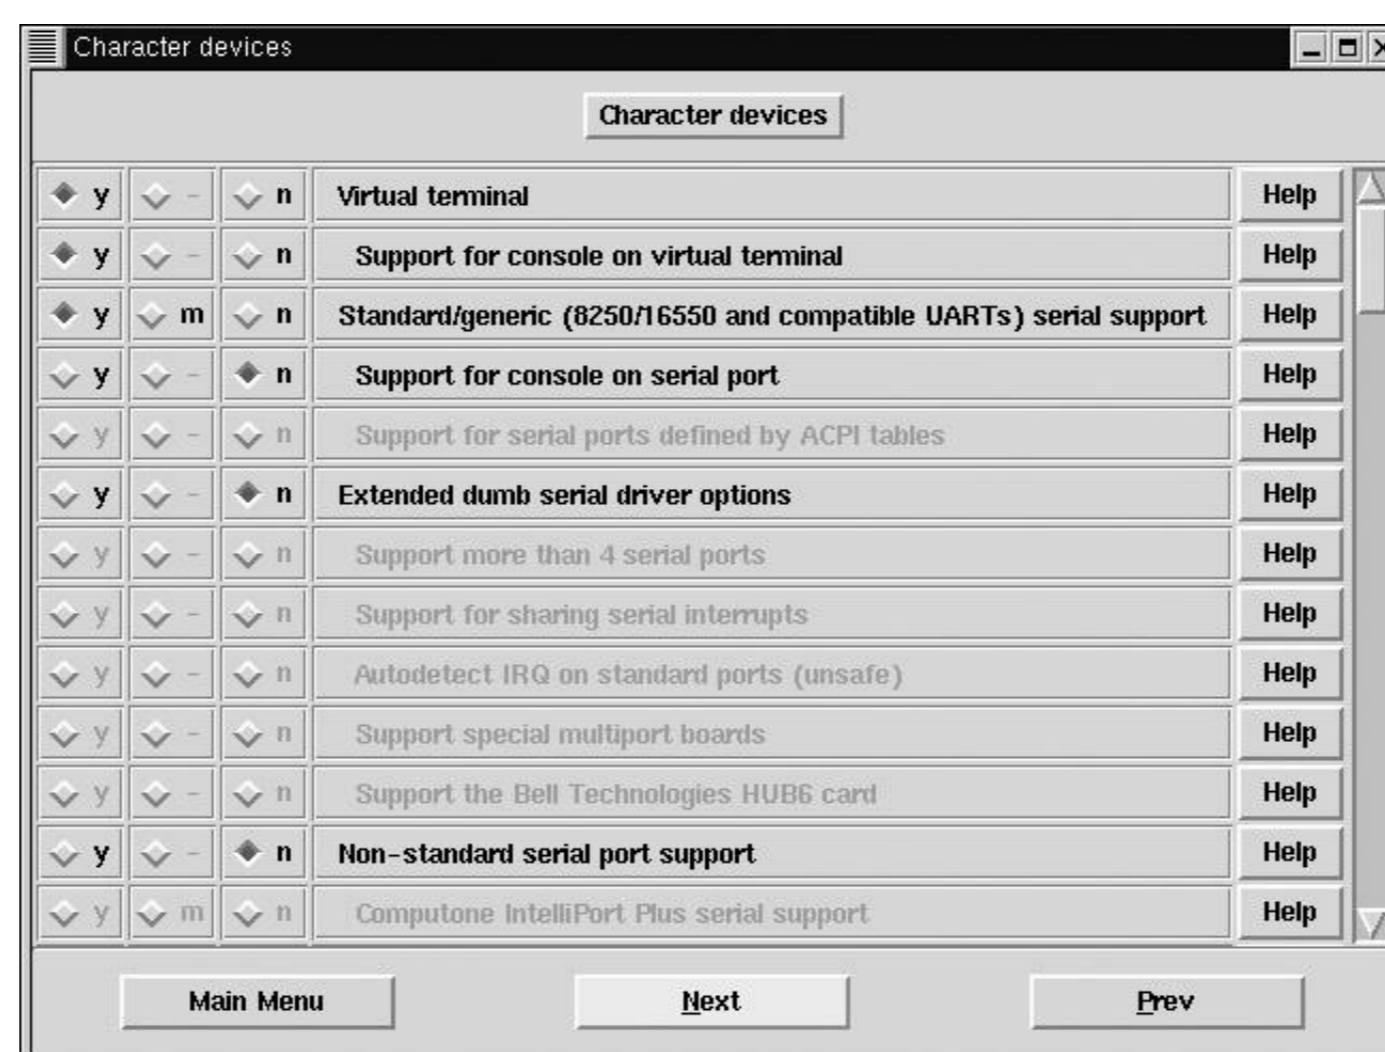 Character devices
Character devices
y - n Virtual terminal Help
y - n Support for console on virtual terminal Help
y m n Standard/generic (8250/16550 and compatible UARTs) serial support Help
y - n Support for console on serial port Help
y - n Support for serial ports defined by ACPI tables Help
y - n Extended dumb serial driver options Help
y - n Support more than 4 serial ports Help
y - n Support for sharing serial interrupts Help
y - n Autodetect IRQ on standard ports (unsafe) Help
y - n Support special multiport boards Help
y - n Support the Bell Technologies HUB6 card Help
y - n Non-standard serial port support Help
y m n Computone IntelliPort Plus serial support Help
Main Menu Next Prev